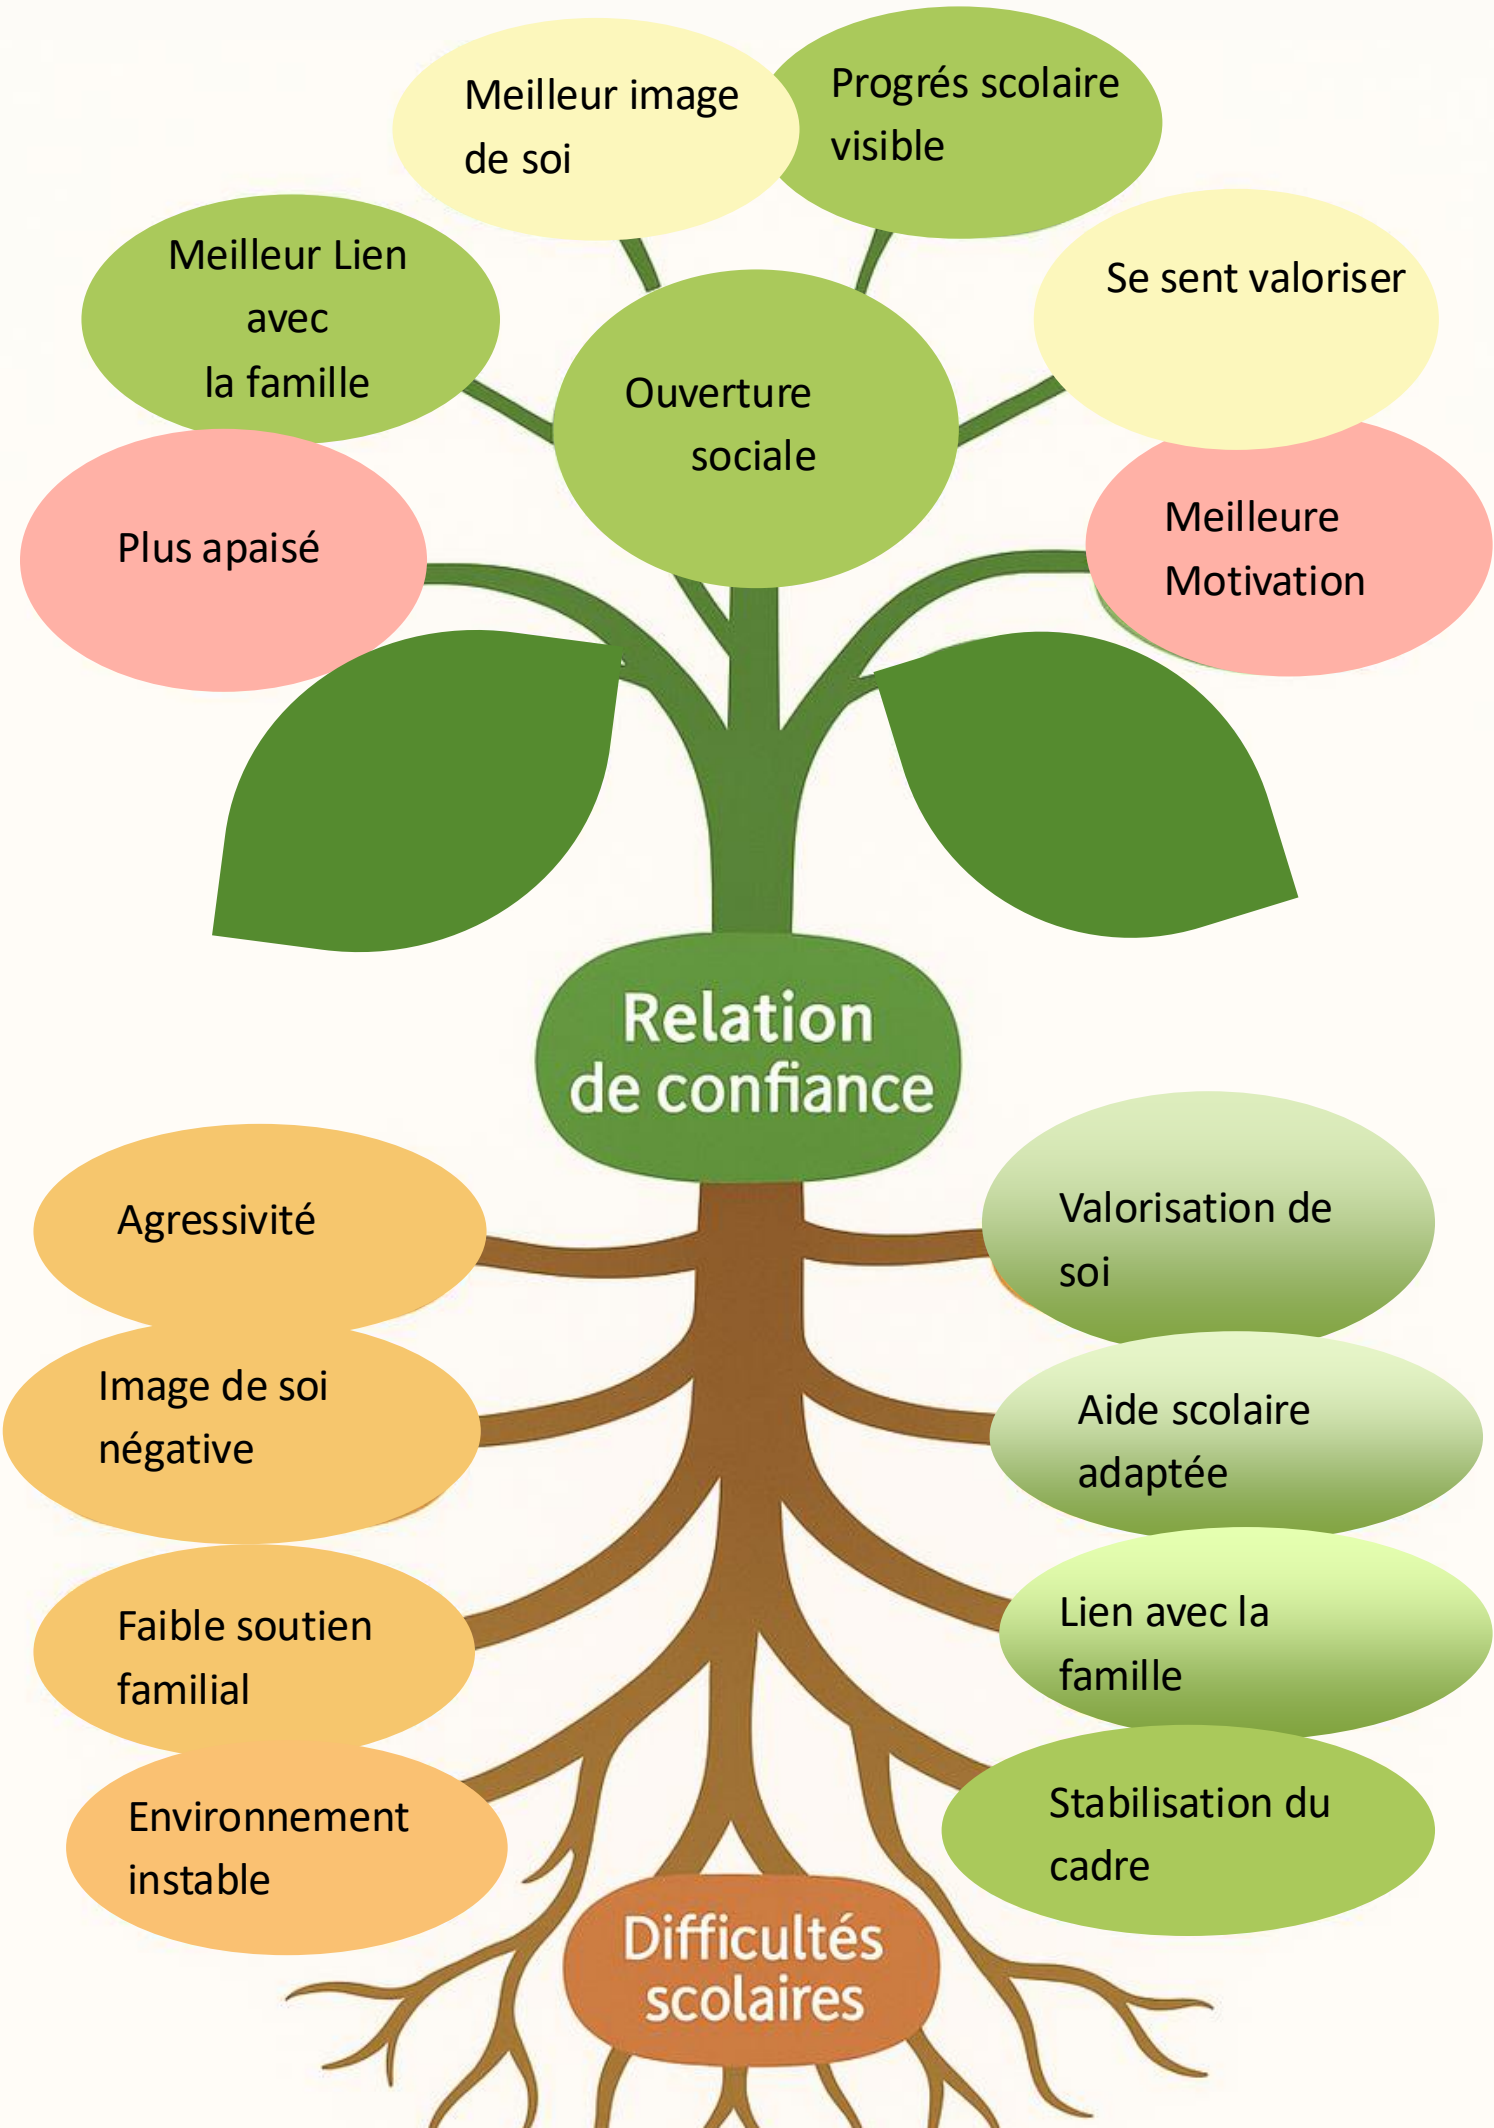 Meilleur image
de soi
Progrés scolaire
visible
Meilleur Lien
avec
la famille
Se sent valoriser
Ouverture
sociale
Plus apaisé
Meilleure
Motivation
Relation
de confiance
Agressivité
Valorisation de
soi
Image de soi
négative
Aide scolaire
adaptée
Faible soutien
familial
Lien avec la
famille
Environnement
instable
Stabilisation du
cadre
Difficultés
scolaires